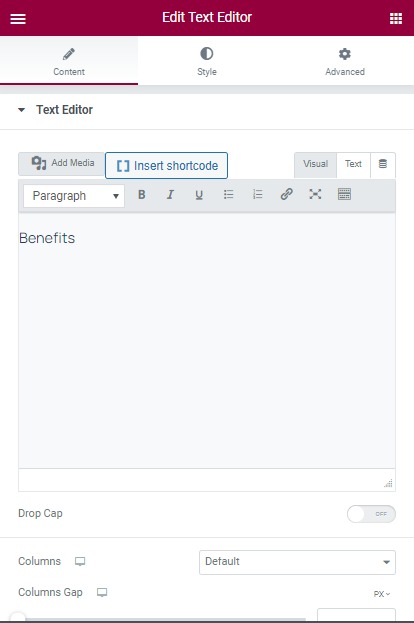 Edit Text Editor
Content Style Advanced
Text Editor
Add Media Insert shortcode Visual Text
Paragraph B I U
Benefits
Drop Cap OFF
Columns Default
Columns Gap PX